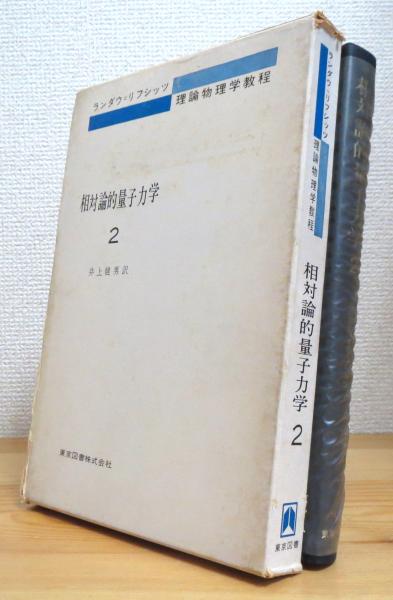 ランダウ=リフシッツ
理論物理学教程
相対論的量子力学
2
井上健男訳
東京図書株式会社
ランダウ=リフシッツ
理論物理学教程
相対論的量子力学
2
東京図書